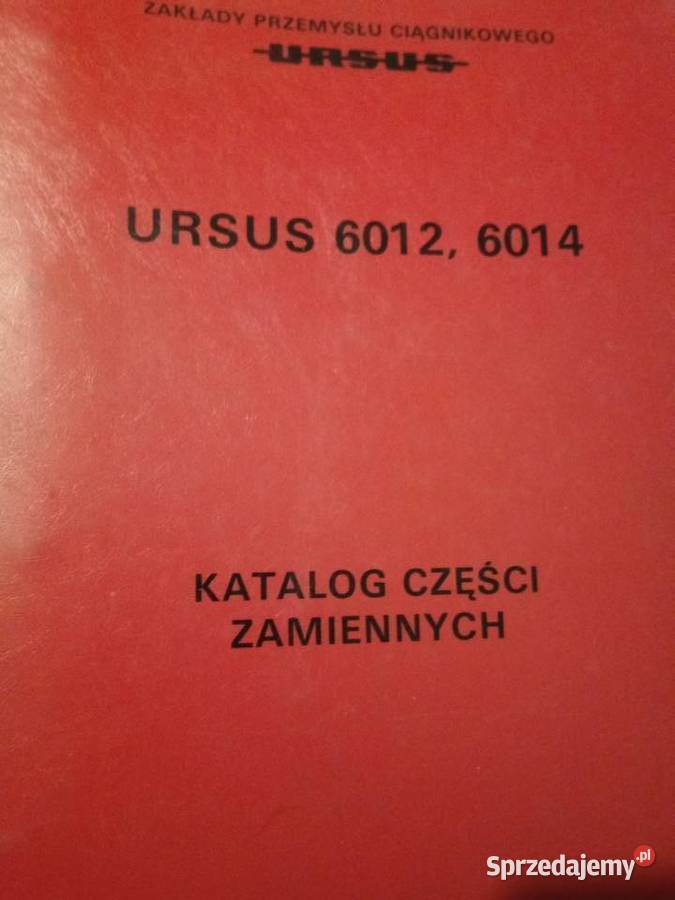 ZAKŁADY PRZEMYSŁU CIĄGNIKOWEGO
URSUS
URSUS 6012, 6014
KATALOG CZĘŚCI
ZAMIENNYCH
Sprzedajemy.pl